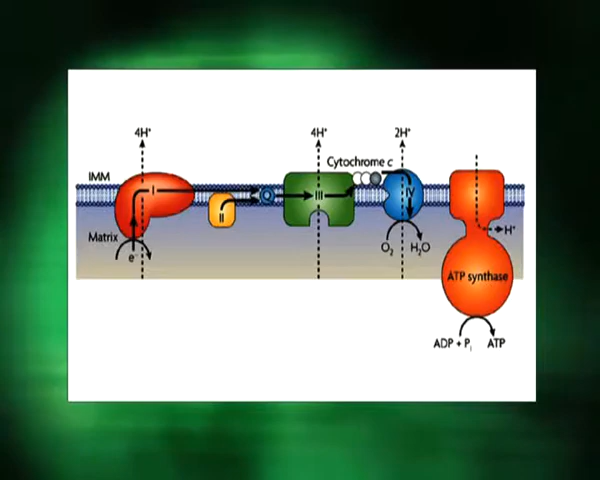 4H⁺
4H⁺
2H⁺
Cytochrome c
IMM
I
II
Q
III
IV
Matrix
e⁻
O₂
H₂O
H⁺
ATP synthase
ADP + Pᵢ
ATP